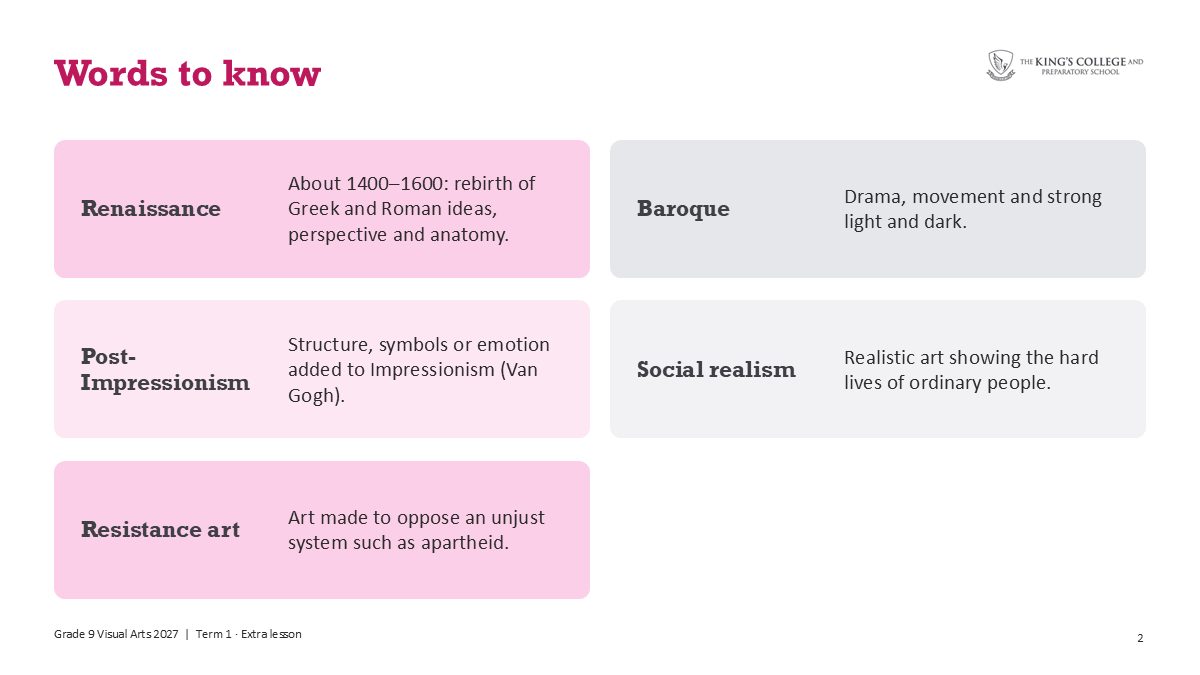 Words to know
THE KING'S COLLEGE AND
PREPARATORY SCHOOL
Renaissance
About 1400–1600: rebirth of
Greek and Roman ideas,
perspective and anatomy.
Baroque
Drama, movement and strong
light and dark.
Post-
Impressionism
Structure, symbols or emotion
added to Impressionism (Van
Gogh).
Social realism
Realistic art showing the hard
lives of ordinary people.
Resistance art
Art made to oppose an unjust
system such as apartheid.
Grade 9 Visual Arts 2027 | Term 1 · Extra lesson
2